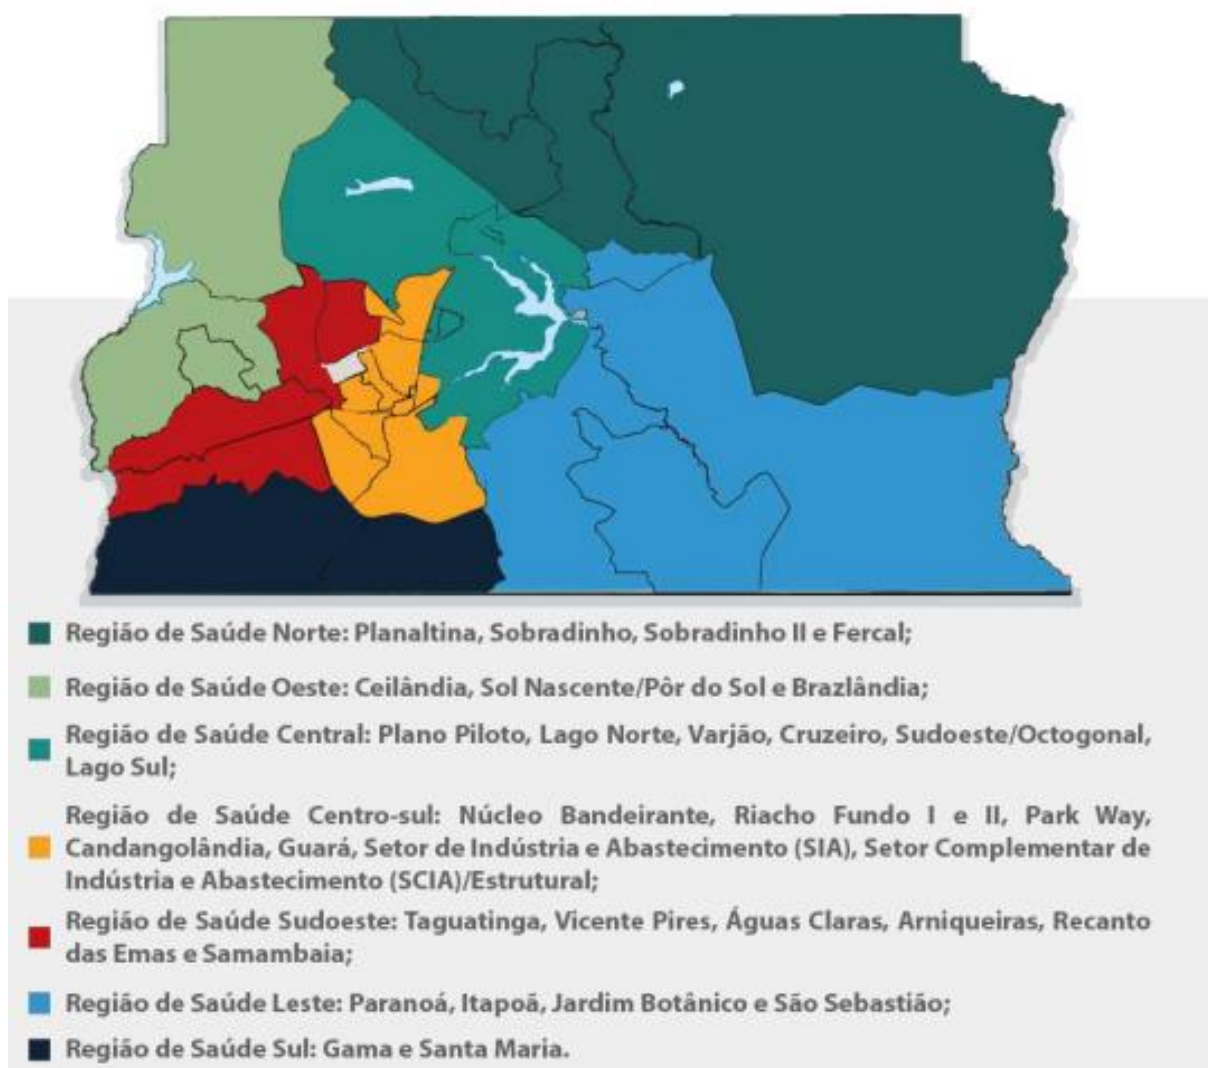 Região de Saúde Norte: Planaltina, Sobradinho, Sobradinho II e Fercal;
Região de Saúde Oeste: Ceilândia, Sol Nascente/Pôr do Sol e Brazlândia;
Região de Saúde Central: Plano Piloto, Lago Norte, Varjão, Cruzeiro, Sudoeste/Octogonal,
Lago Sul;
Região de Saúde Centro-sul: Núcleo Bandeirante, Riacho Fundo I e II, Park Way,
Candangolândia, Guará, Setor de Indústria e Abastecimento (SIA), Setor Complementar de
Indústria e Abastecimento (SCIA)/Estrutural;
Região de Saúde Sudoeste: Taguatinga, Vicente Pires, Águas Claras, Arniqueiras, Recanto
das Emas e Samambaia;
Região de Saúde Leste: Paranoá, Itapoã, Jardim Botânico e São Sebastião;
Região de Saúde Sul: Gama e Santa Maria.